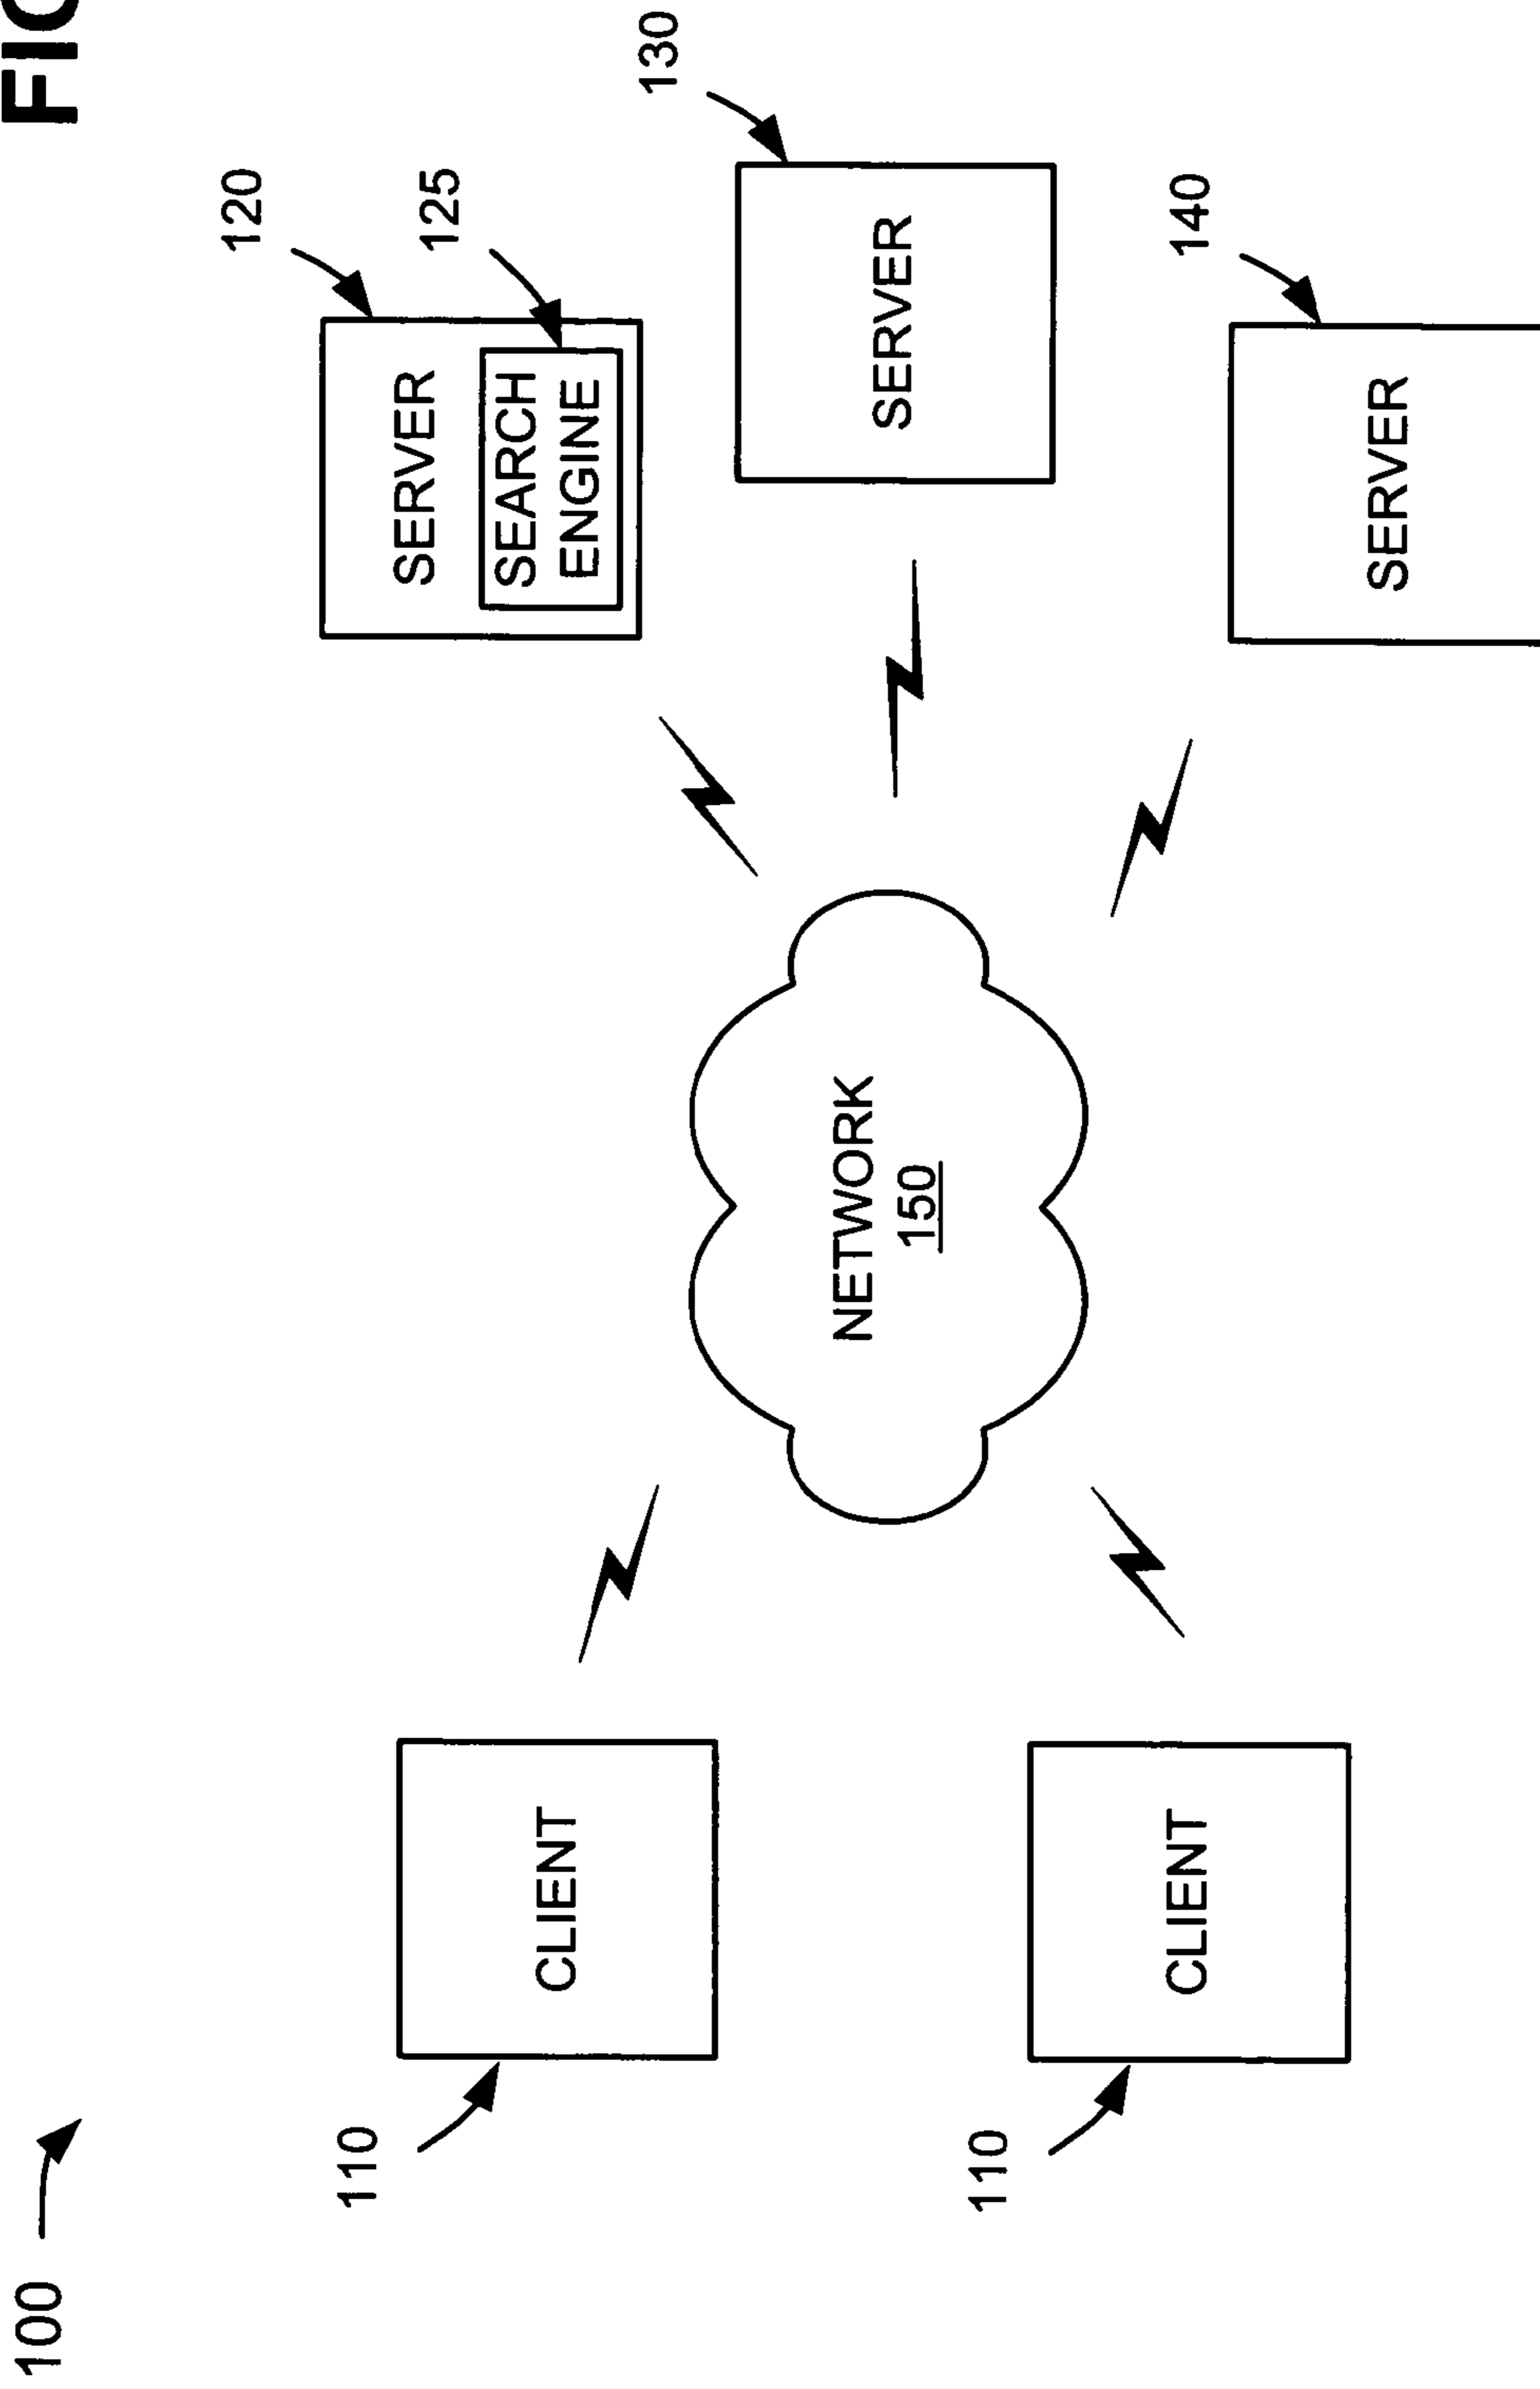 FIG
100
110
CLIENT
110
CLIENT
NETWORK
150
120
SERVER
125
SEARCH
ENGINE
130
SERVER
140
SERVER